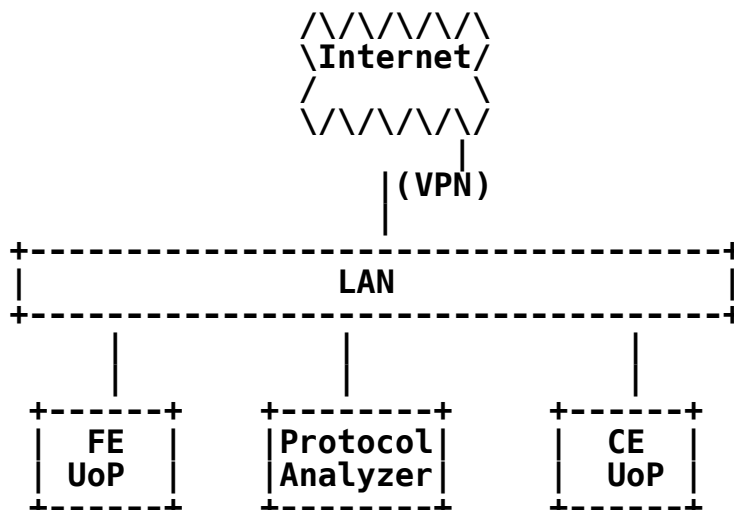 Internet
(VPN)
LAN
FE Protocol CE
UoP Analyzer UoP